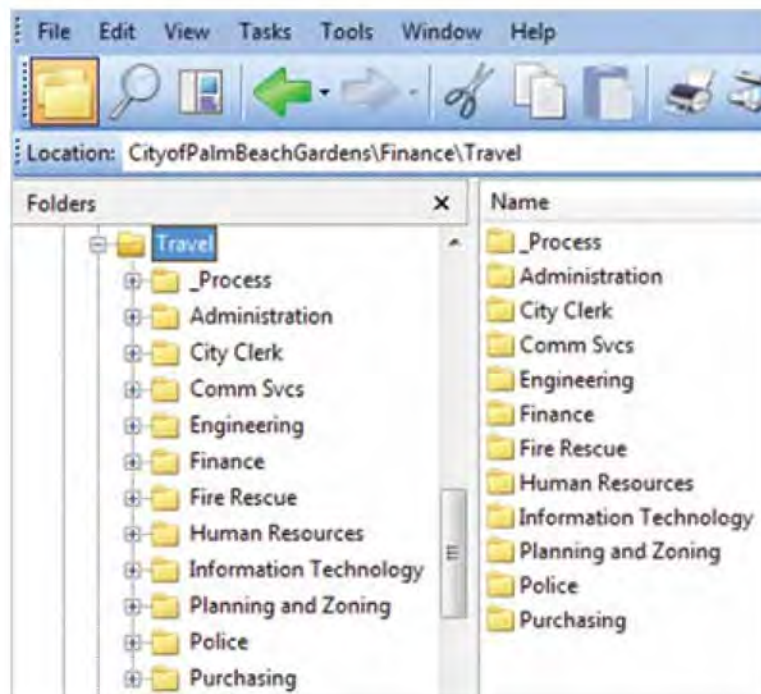 File Edit View Tasks Tools Window Help
Location: CityofPalmBeachGardens\Finance\Travel
Folders
Travel
_Process
Administration
City Clerk
Comm Svcs
Engineering
Finance
Fire Rescue
Human Resources
Information Technology
Planning and Zoning
Police
Purchasing
Name
_Process
Administration
City Clerk
Comm Svcs
Engineering
Finance
Fire Rescue
Human Resources
Information Technology
Planning and Zoning
Police
Purchasing